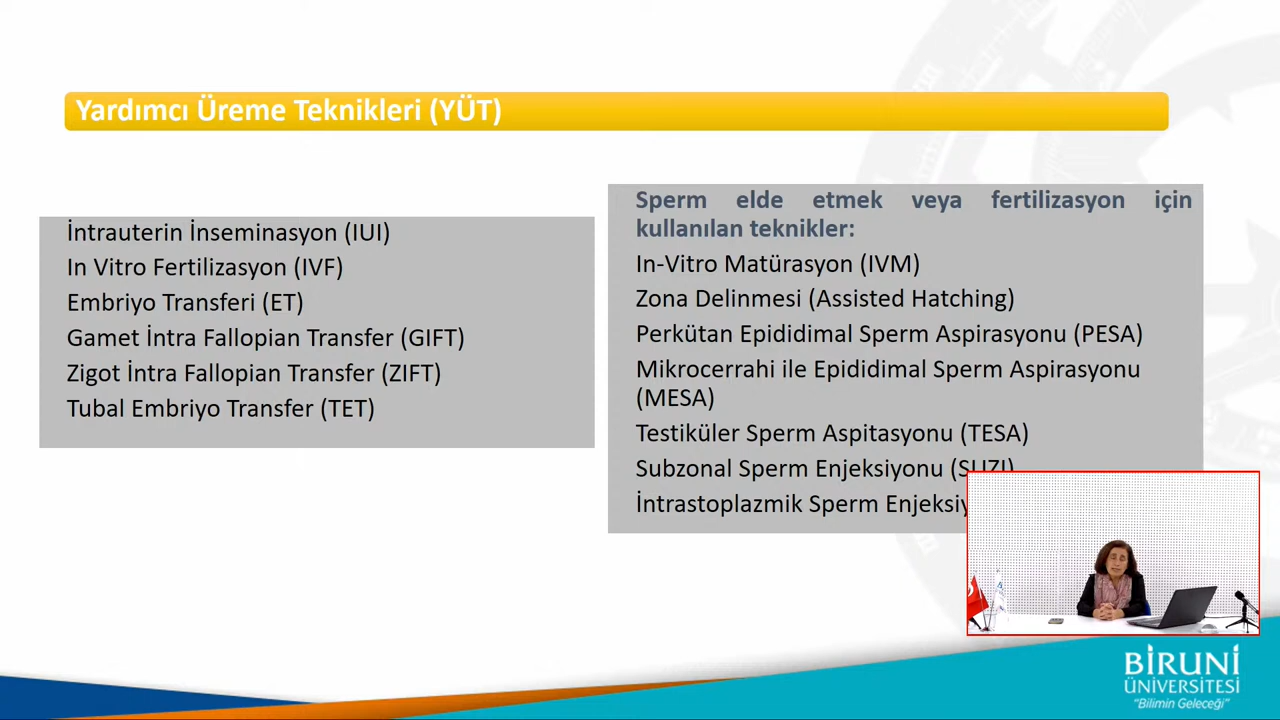 Yardımcı Üreme Teknikleri (YÜT)
İntrauterin İnseminasyon (IUI)
In Vitro Fertilizasyon (IVF)
Embriyo Transferi (ET)
Gamet İntra Fallopian Transfer (GIFT)
Zigot İntra Fallopian Transfer (ZIFT)
Tubal Embriyo Transfer (TET)
Sperm elde etmek veya fertilizasyon için
kullanılan teknikler:
In-Vitro Matürasyon (IVM)
Zona Delinmesi (Assisted Hatching)
Perkütan Epididimal Sperm Aspirasyonu (PESA)
Mikrocerrahi ile Epididimal Sperm Aspirasyonu
(MESA)
Testiküler Sperm Aspitasyonu (TESA)
Subzonal Sperm Enjeksiyonu (SUZI)
İntrastoplazmik Sperm
BİRUNİ
ÜNİVERSİTESİ
"Bilimin Geleceği"